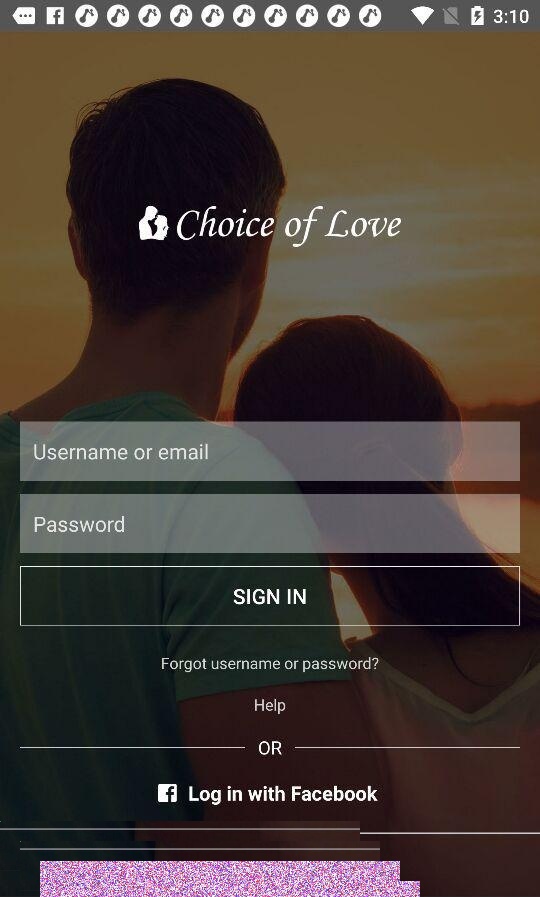 3:10
Choice of Love
Username or email
Password
SIGN IN
Forgot username or password?
Help
OR
Log in with Facebook